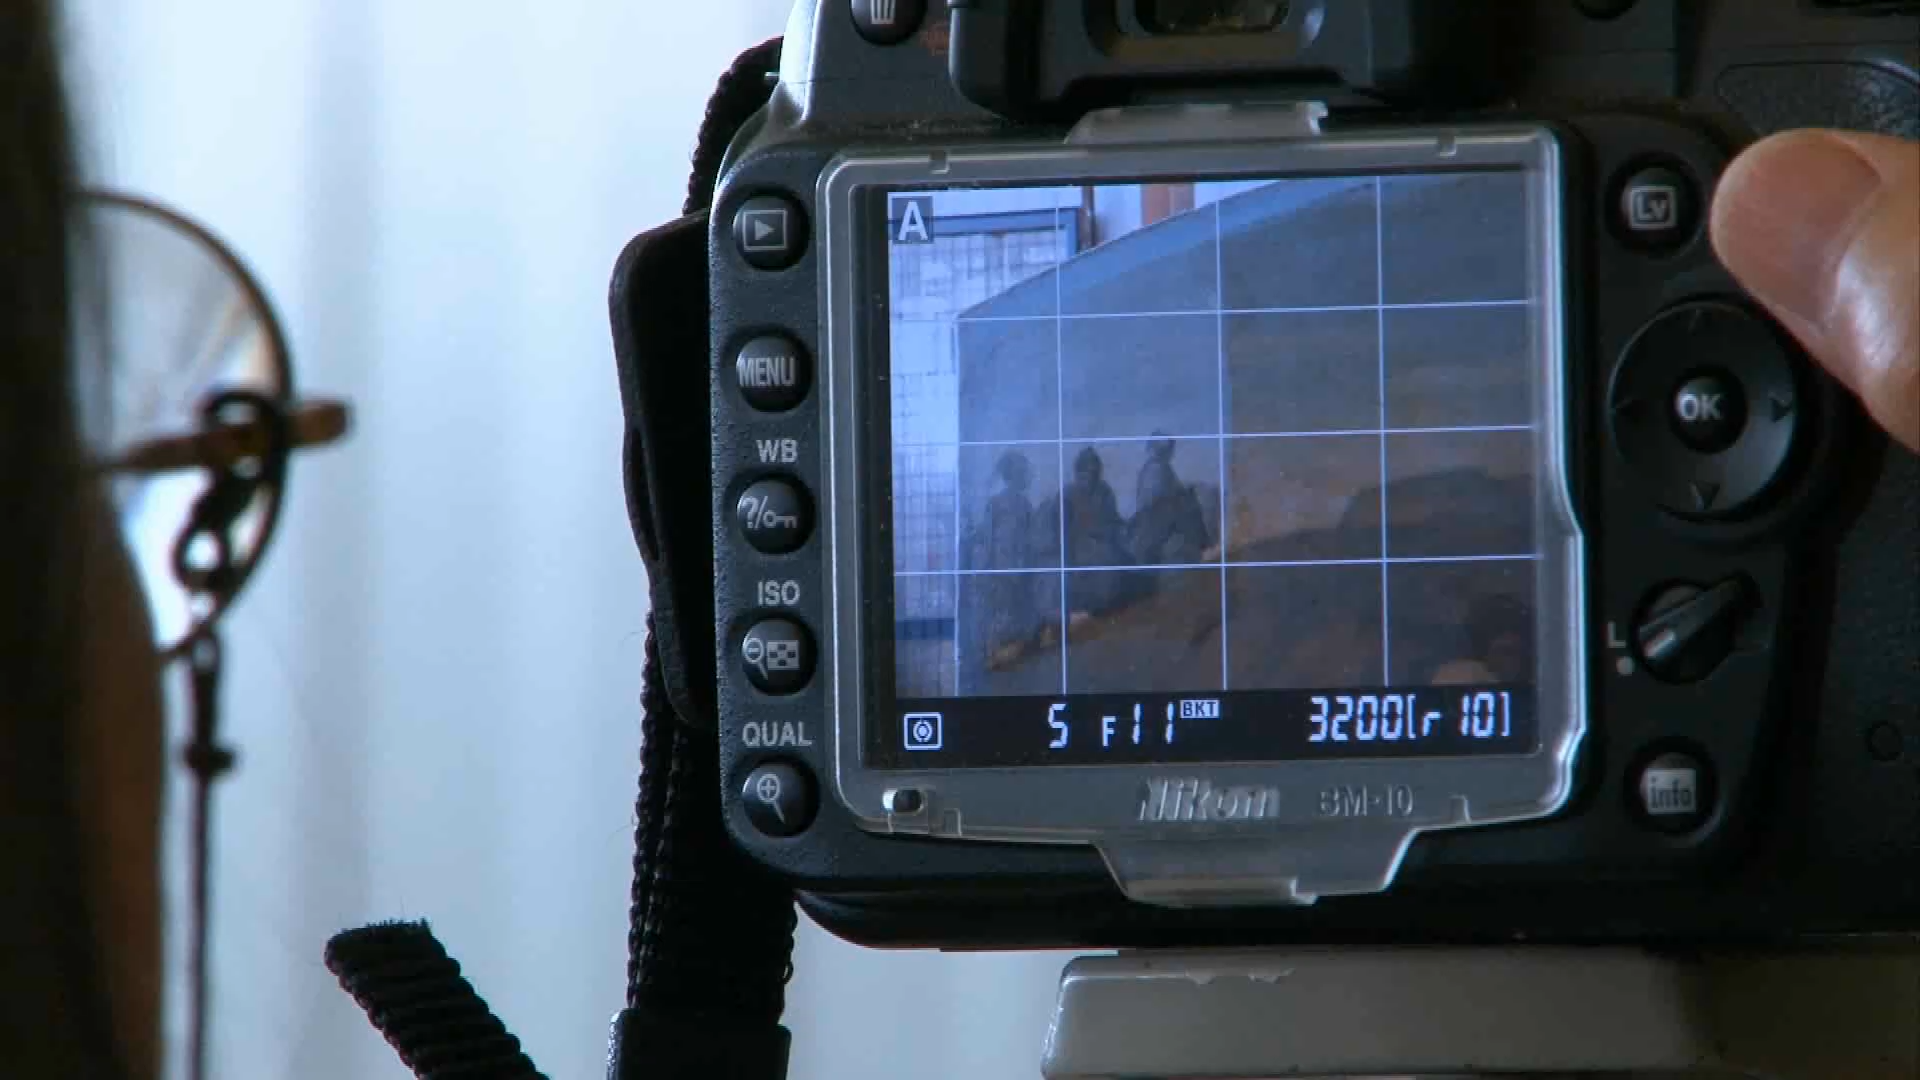 A
Lv
MENU
OK
WB
?/
ISO
L
5 F11 BKT 3200[r 10]
QUAL
Nikon BM-10
info